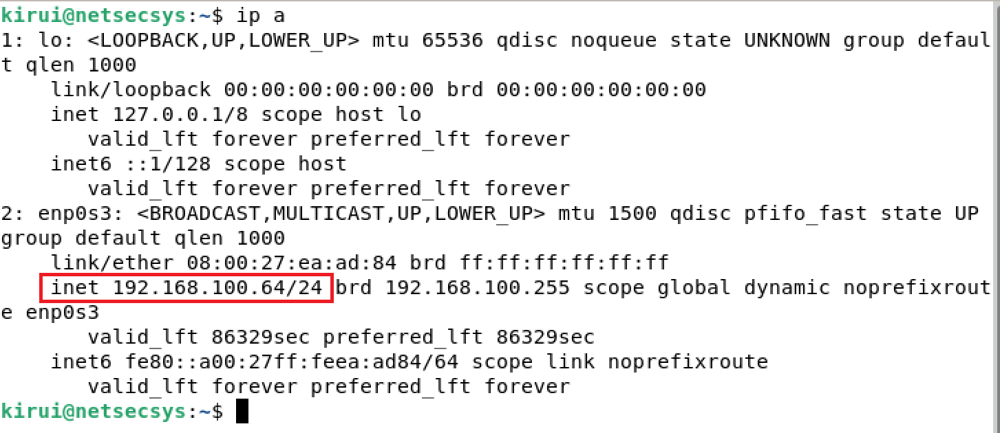 kirui@netsecsys:~$ ip a
1: lo: <LOOPBACK,UP,LOWER_UP> mtu 65536 qdisc noqueue state UNKNOWN group defaul
t qlen 1000
    link/loopback 00:00:00:00:00:00 brd 00:00:00:00:00:00
    inet 127.0.0.1/8 scope host lo
       valid_lft forever preferred_lft forever
    inet6 ::1/128 scope host
       valid_lft forever preferred_lft forever
2: enp0s3: <BROADCAST,MULTICAST,UP,LOWER_UP> mtu 1500 qdisc pfifo_fast state UP
group default qlen 1000
    link/ether 08:00:27:ea:ad:84 brd ff:ff:ff:ff:ff:ff
    inet 192.168.100.64/24 brd 192.168.100.255 scope global dynamic noprefixrout
e enp0s3
       valid_lft 86329sec preferred_lft 86329sec
    inet6 fe80::a00:27ff:feea:ad84/64 scope link noprefixroute
       valid_lft forever preferred_lft forever
kirui@netsecsys:~$